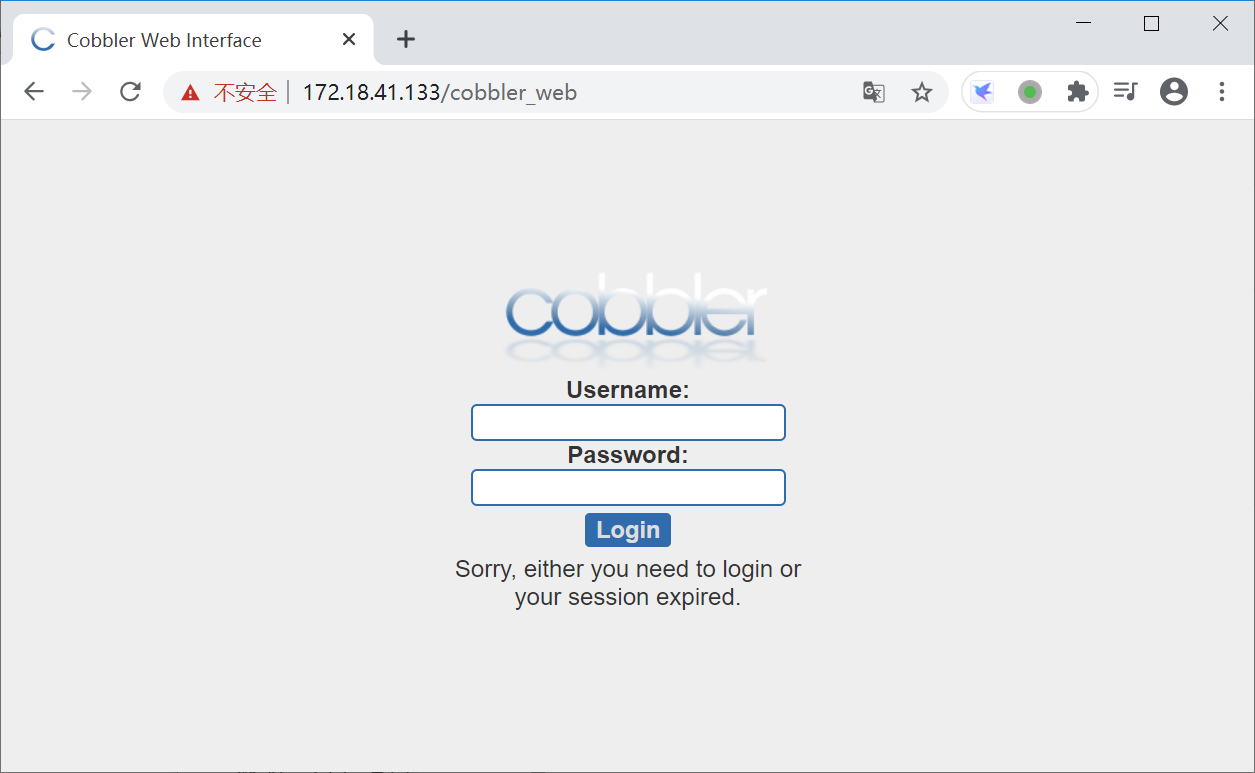 Cobbler Web Interface
不安全 172.18.41.133/cobbler_web
cobbler
Username:
Password:
Login
Sorry, either you need to login or
your session expired.